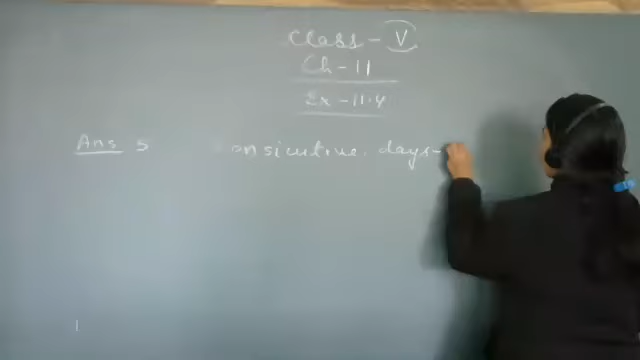 Class - V
Ch - 11
Ex - 11.4
Ans 5 onsicutive days -